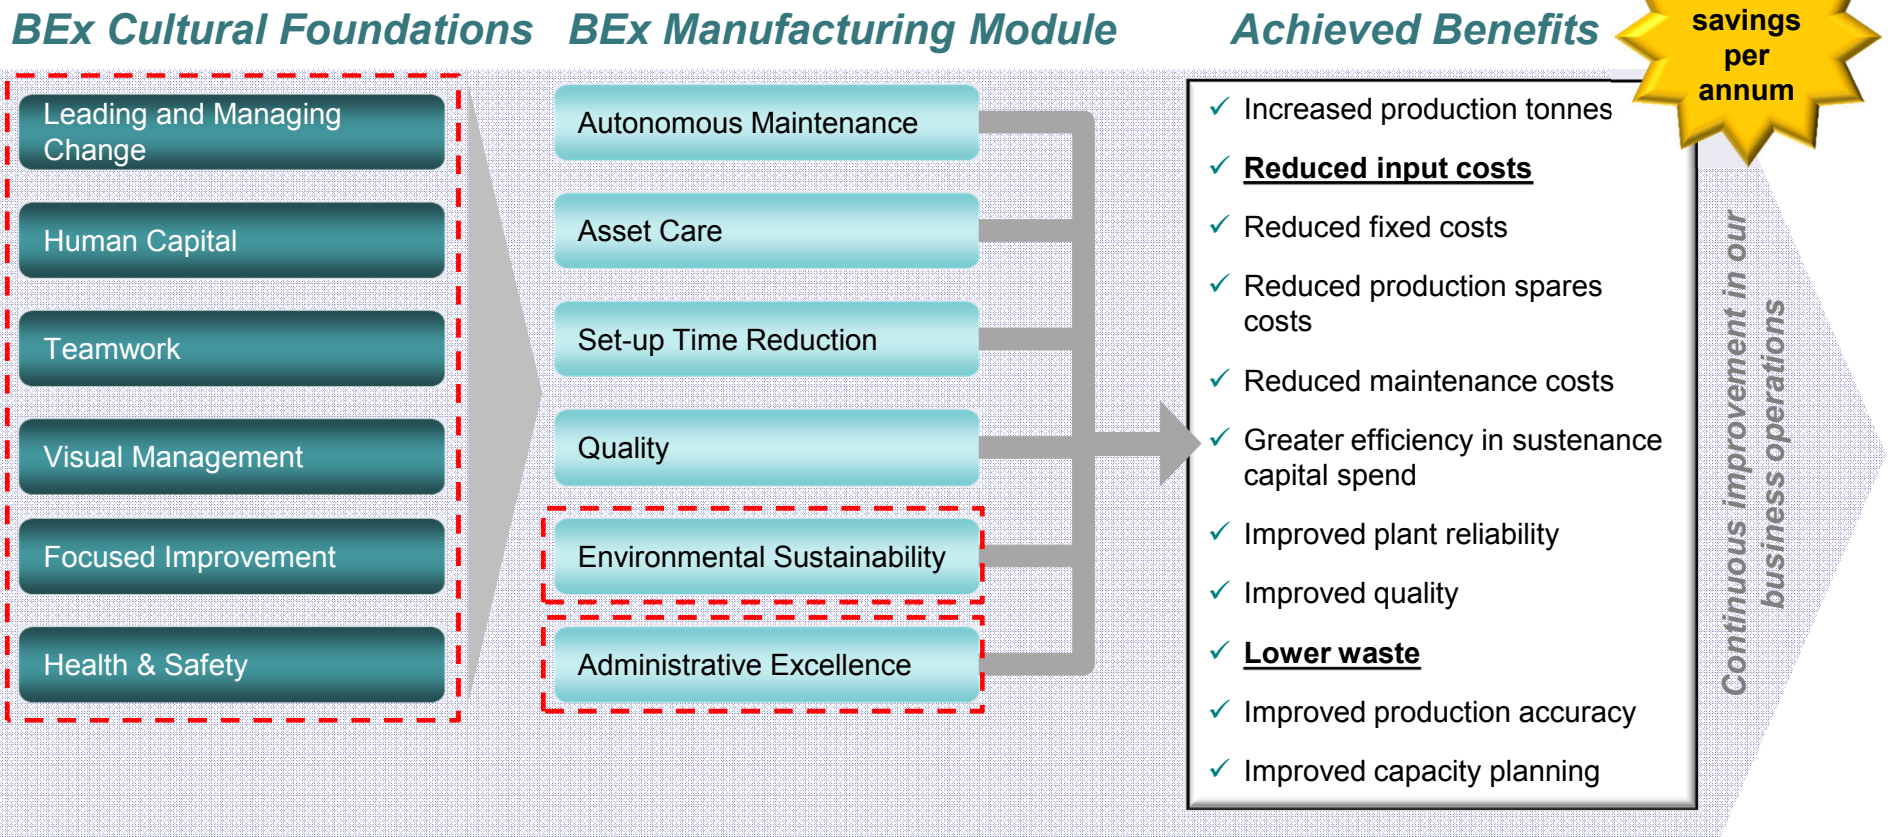 BEx Cultural Foundations
BEx Manufacturing Module
Achieved Benefits
savings
per
annum
Leading and Managing
Change
Human Capital
Teamwork
Visual Management
Focused Improvement
Health & Safety
Autonomous Maintenance
Asset Care
Set-up Time Reduction
Quality
Environmental Sustainability
Administrative Excellence
✓ Increased production tonnes
✓ Reduced input costs
✓ Reduced fixed costs
✓ Reduced production spares
costs
✓ Reduced maintenance costs
✓ Greater efficiency in sustenance
capital spend
✓ Improved plant reliability
✓ Improved quality
✓ Lower waste
✓ Improved production accuracy
✓ Improved capacity planning
Continuous improvement in our
business operations